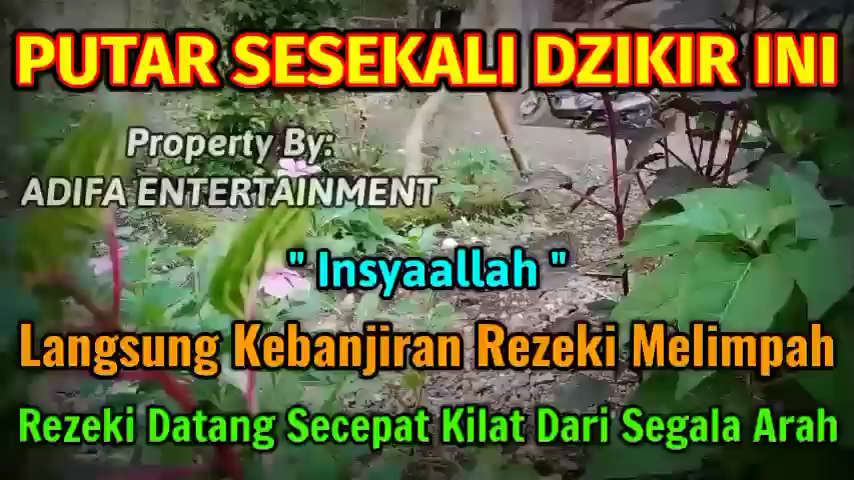 PUTAR SESEKALI DZIKIR INI
Property By:
ADIFA ENTERTAINMENT
" Insyaallah "
Langsung Kebanjiran Rezeki Melimpah
Rezeki Datang Secepat Kilat Dari Segala Arah